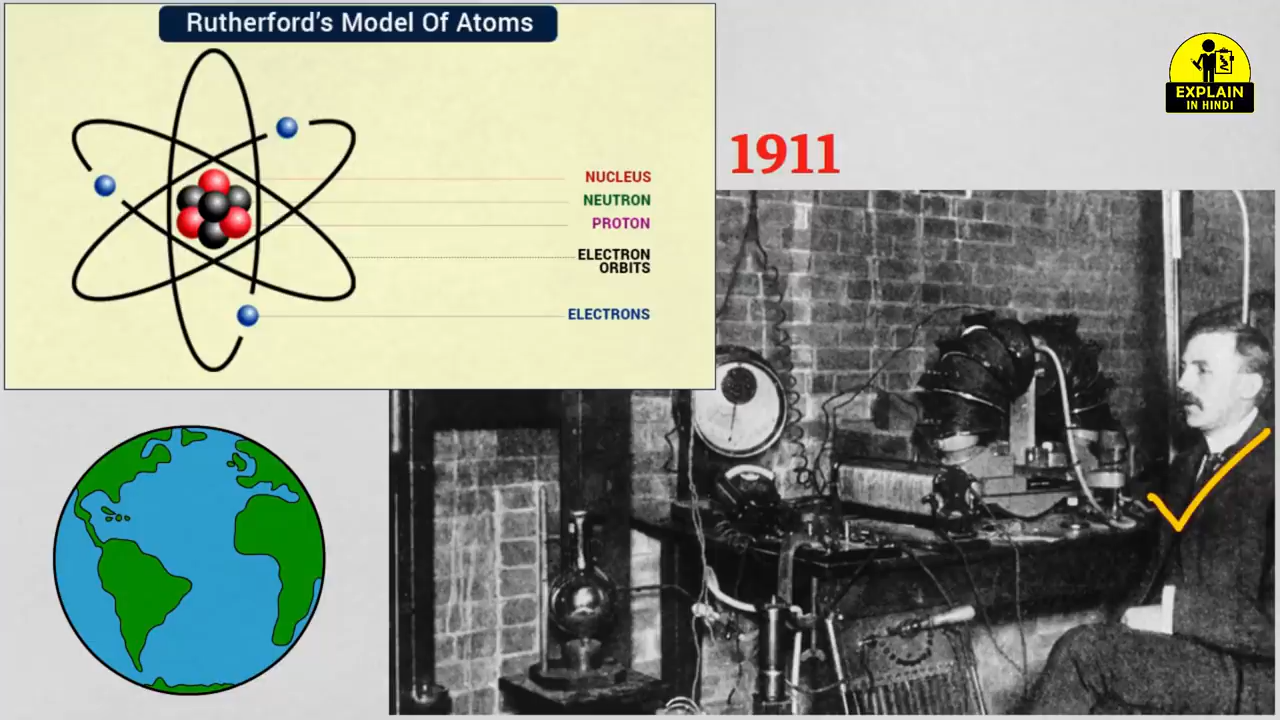 Rutherford's Model Of Atoms
NUCLEUS
NEUTRON
PROTON
ELECTRON
ORBITS
ELECTRONS
1911
EXPLAIN
IN HINDI